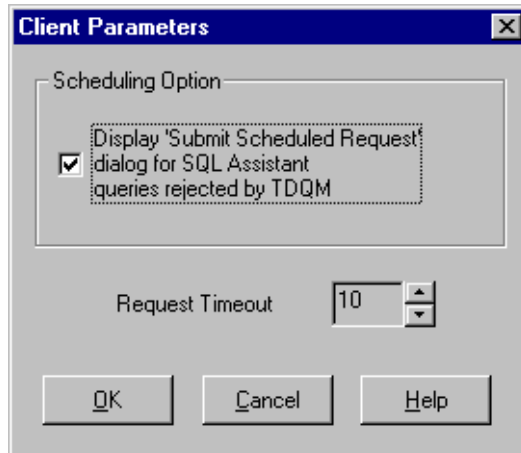 Client Parameters
Scheduling Option
Display 'Submit Scheduled Request'
dialog for SQL Assistant
queries rejected by TDQM
Request Timeout 10
OK Cancel Help